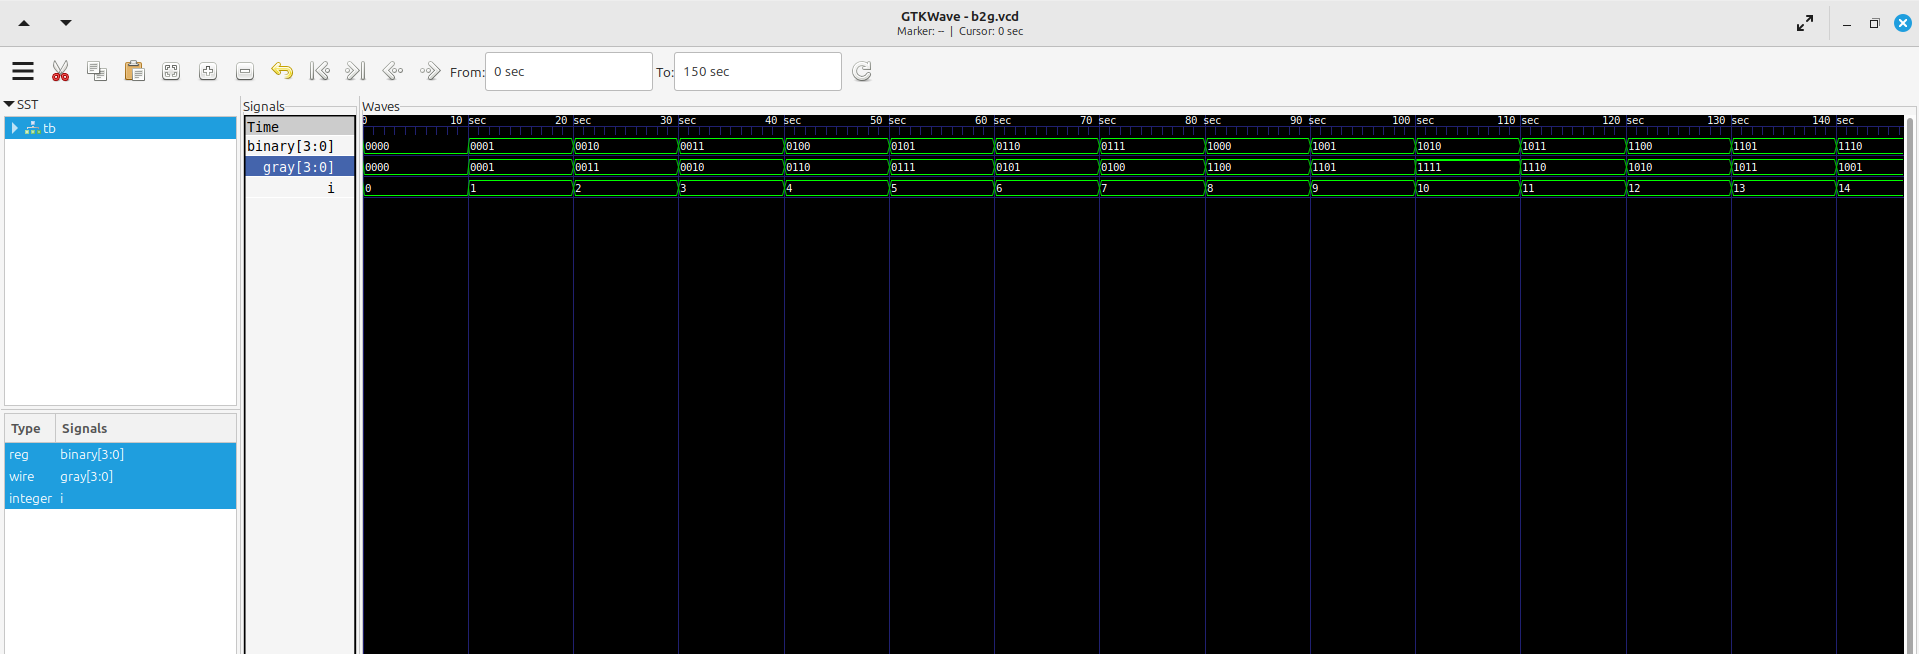 GTKWave - b2g.vcd
Marker: -- | Cursor: 0 sec
From: 0 sec To: 150 sec
SST
tb
Type Signals
reg binary[3:0]
wire gray[3:0]
integer i
Signals
Time
binary[3:0]
gray[3:0]
i
Waves
0 10 sec 20 sec 30 sec 40 sec 50 sec 60 sec 70 sec 80 sec 90 sec 100 sec 110 sec 120 sec 130 sec 140 sec
0000 0001 0010 0011 0100 0101 0110 0111 1000 1001 1010 1011 1100 1101 1110
0000 0001 0011 0010 0110 0111 0101 0100 1100 1101 1111 1110 1010 1011 1001
0 1 2 3 4 5 6 7 8 9 10 11 12 13 14